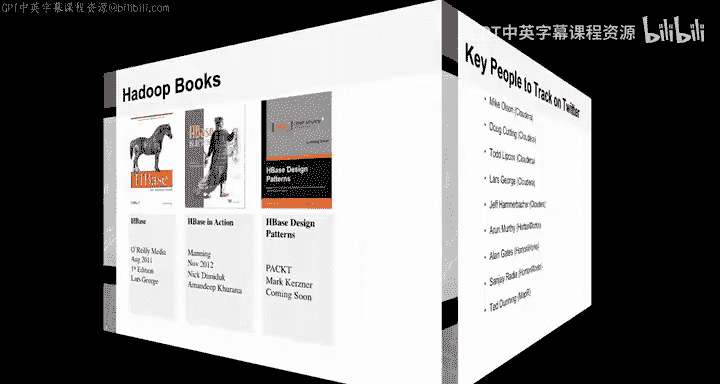 GPT中英字幕课程资源@bilibili.com
GPT中英字幕课程资源 bilibili
Hadoop Books
HBase
HBase
HBase Design
Patterns
HBase
O'Reilly Media
Aug 2011
1st Edition
Lars George
HBase in Action
Manning
Nov 2012
Nick Dimiduk
Amandeep Khurana
HBase Design
Patterns
PACKT
Mark Kerzner
Coming Soon
Key People to Track on Twitter
• Mike Olson (Cloudera)
• Doug Cutting (Cloudera)
• Todd Lipcon (Cloudera)
• Lars George (Cloudera)
• Jeff Hammerbacher (Cloudera)
• Arun Murthy (HortonWorks)
• Alan Gates (HortonWorks)
• Sanjay Radia (HortonWorks)
• Ted Dunning (MapR)